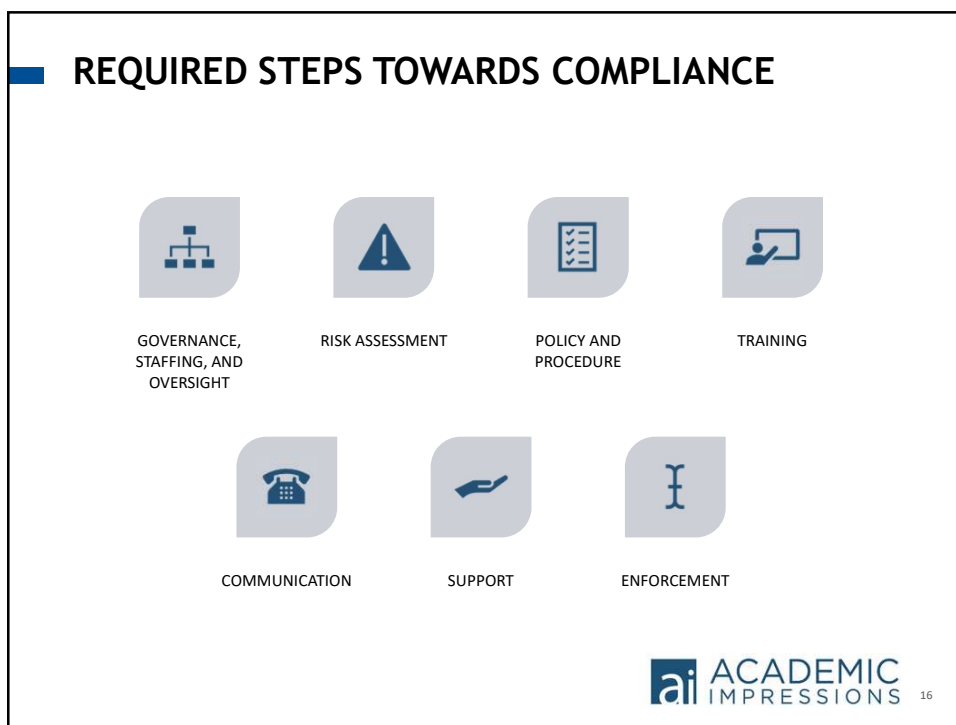 REQUIRED STEPS TOWARDS COMPLIANCE
GOVERNANCE,
STAFFING, AND
OVERSIGHT
RISK ASSESSMENT
POLICY AND
PROCEDURE
TRAINING
COMMUNICATION
SUPPORT
ENFORCEMENT
ai ACADEMIC
IMPRESSIONS
16